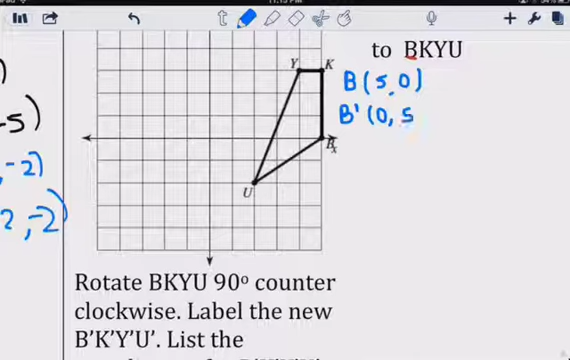 to BKYU
Y K
B(5,0)
B'(0,5
-5)
Bx
,-2)
U
2,-2)
Rotate BKYU 90° counter
clockwise. Label the new
B'K'Y'U'. List the